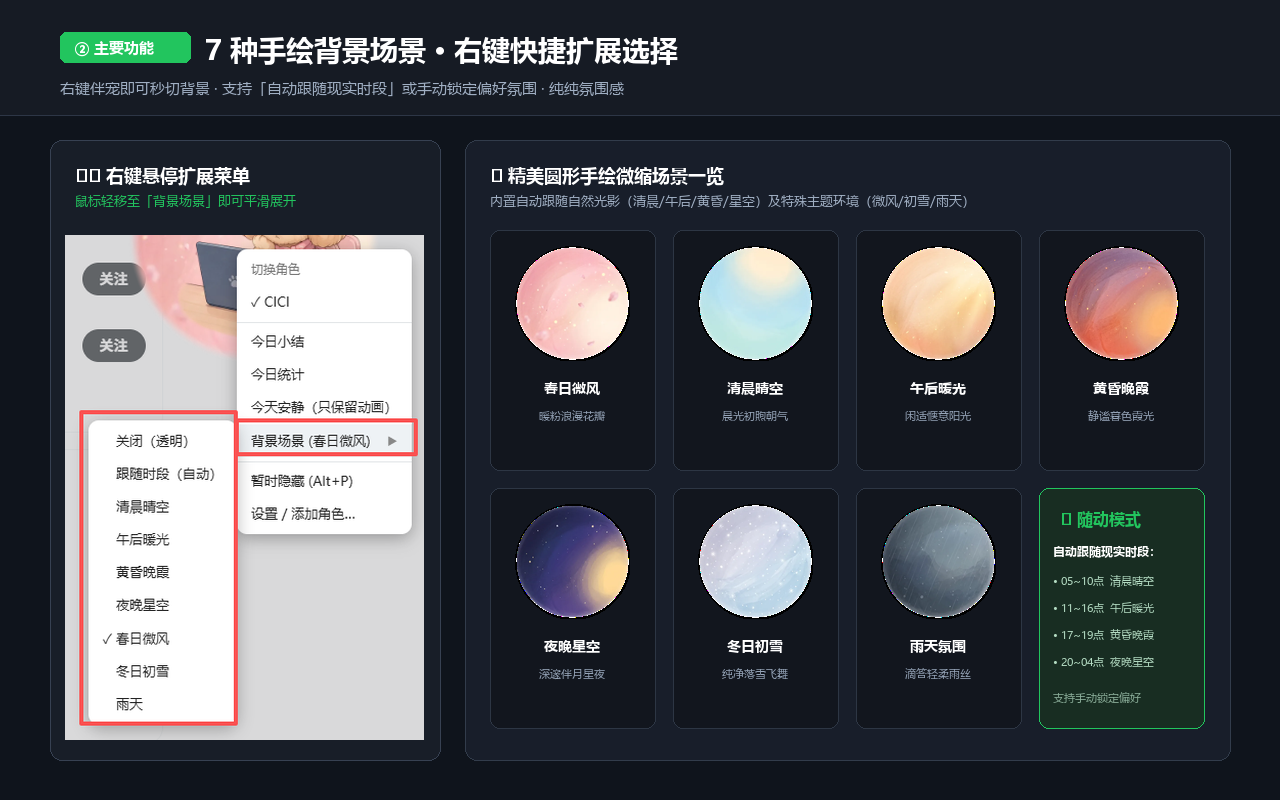 ② 主要功能
7 种手绘背景场景 • 右键快捷扩展选择
右键伴宠即可秒切背景 · 支持「自动跟随现实时段」或手动锁定偏好氛围 · 纯纯氛围感
右键悬停扩展菜单
鼠标轻移至「背景场景」即可平滑展开
关注
关注
切换角色
✓ CICI
今日小结
今日统计
今天安静（只保留动画）
背景场景 (春日微风) ▶
暂时隐藏 (Alt+P)
设置 / 添加角色...
关闭（透明）
跟随时段（自动）
清晨晴空
午后暖光
黄昏晚霞
夜晚星空
✓ 春日微风
冬日初雪
雨天
精美圆形手绘微缩场景一览
内置自动跟随自然光影（清晨/午后/黄昏/星空）及特殊主题环境（微风/初雪/雨天）
春日微风
暖粉浪漫花瓣
清晨晴空
晨光初照朝气
午后暖光
闲适惬意阳光
黄昏晚霞
静谧暮色霞光
夜晚星空
深邃伴月星夜
冬日初雪
纯净落雪飞舞
雨天氛围
滴答轻柔雨丝
随动模式
自动跟随现实时段：
• 05~10点 清晨晴空
• 11~16点 午后暖光
• 17~19点 黄昏晚霞
• 20~04点 夜晚星空
支持手动锁定偏好